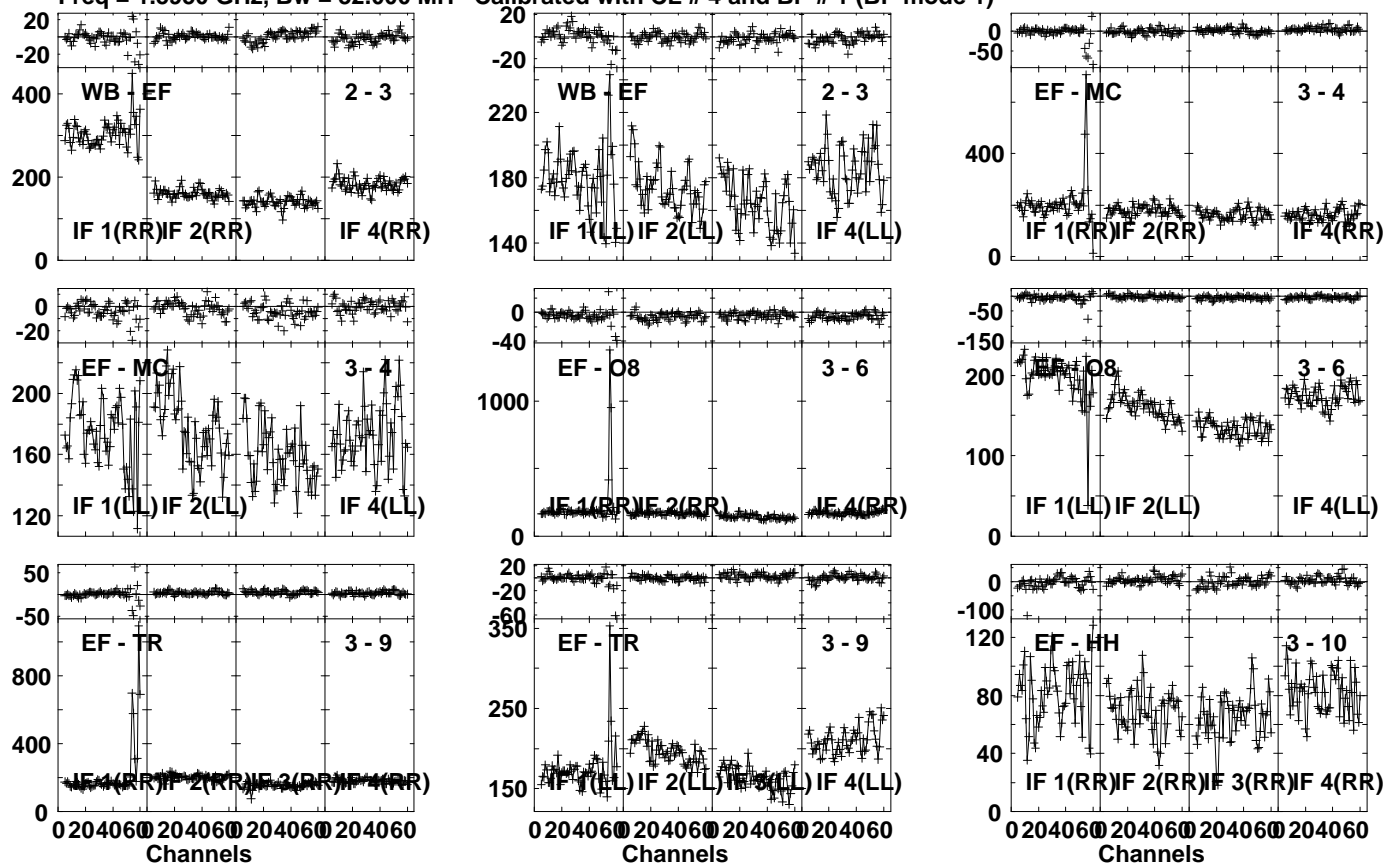 20
-20
WB - EF
2 - 3
400
200
0
IF 1(RR) IF 2(RR) IF 4(RR)
20
-20
WB - EF
2 - 3
220
180
140
IF 1(LL) IF 2(LL) IF 4(LL)
-50
EF - MC
3 - 4
400
0
IF 1(RR) IF 2(RR) IF 4(RR)
0
-20
EF - MC
3 - 4
200
160
120
IF 1(LL) IF 2(LL) IF 4(LL)
0
-40
EF - O8
3 - 6
1000
0
IF 1(RR) IF 2(RR) IF 4(RR)
-50
-150
EF - O8
3 - 6
200
100
0
IF 1(LL) IF 2(LL) IF 4(LL)
50
-50
EF - TR
3 - 9
800
400
0
IF 1(RR) IF 2(RR) IF 3(RR) IF 4(RR)
20
-20
-60
EF - TR
3 - 9
350
250
150
IF 1(LL) IF 2(LL) IF 3(LL) IF 4(LL)
0
-100
EF - HH
3 - 10
120
80
40
0
IF 1(RR) IF 2(RR) IF 3(RR) IF 4(RR)
0 204060 0 204060 0 204060 0 204060
Channels
0 204060 0 204060 0 204060 0 204060
Channels
0 204060 0 204060 0 204060 0 204060
Channels